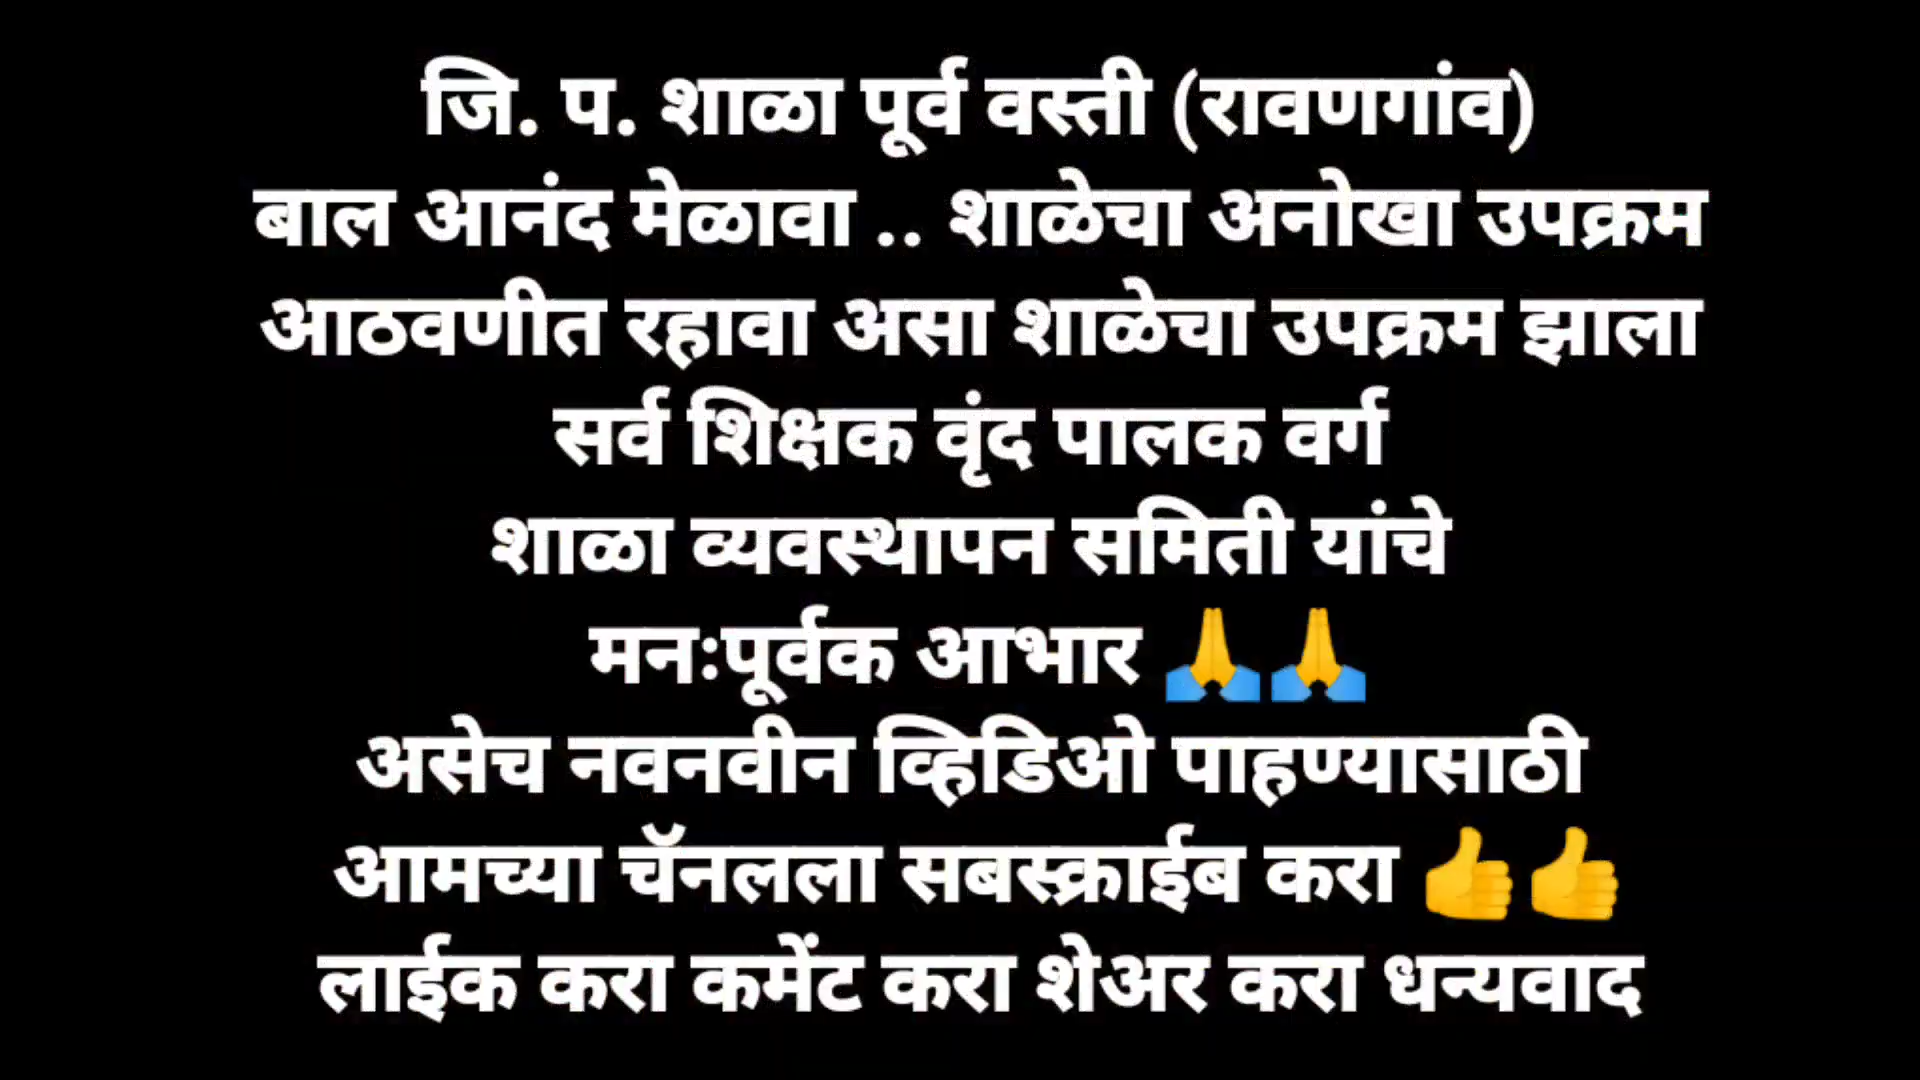 जि. प. शाळा पूर्व वस्ती (रावणगांव)
बाल आनंद मेळावा .. शाळेचा अनोखा उपक्रम
आठवणीत रहावा असा शाळेचा उपक्रम झाला
सर्व शिक्षक वृंद पालक वर्ग
शाळा व्यवस्थापन समिती यांचे
मनःपूर्वक आभार 🙏🙏
असेच नवनवीन व्हिडिओ पाहण्यासाठी
आमच्या चॅनलला सबस्क्राईब करा 👍👍
लाईक करा कमेंट करा शेअर करा धन्यवाद